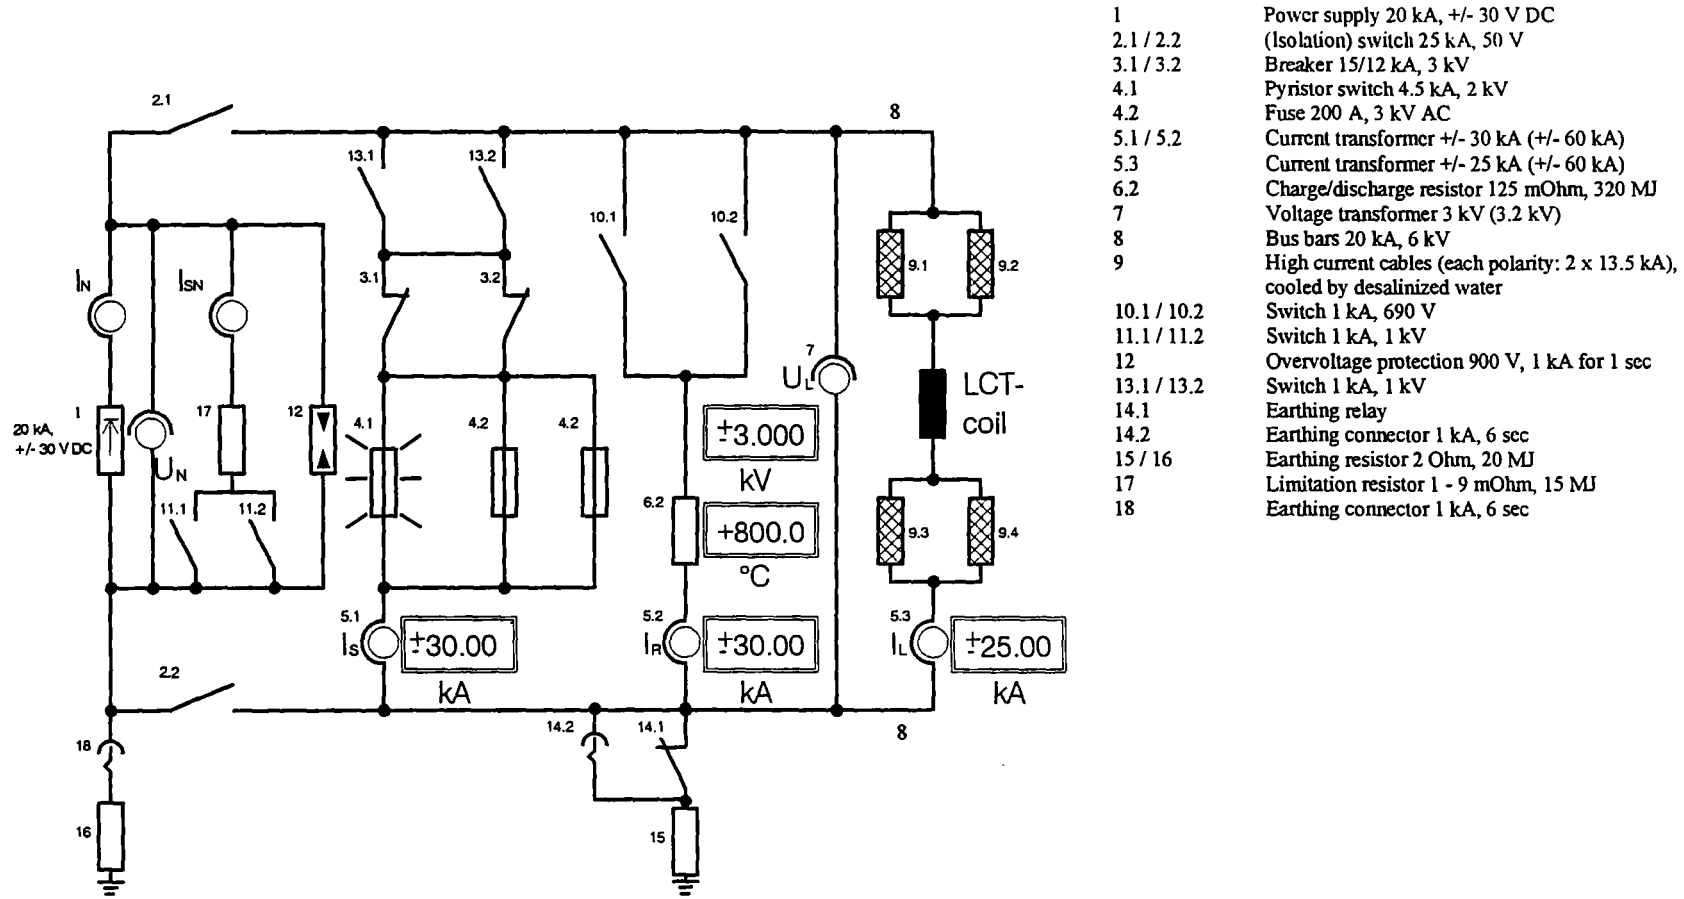 2.1
8
13.1
13.2
10.1
10.2
3.1
3.2
9.1
9.2
IN
ISN
7
UL
LCT-
coil
1
20 kA,
+/- 30 V DC
UN
17
12
4.1
4.2
4.2
±3.000
kV
11.1
11.2
6.2
+800.0
°C
9.3
9.4
5.1
IS
±30.00
kA
5.2
IR
±30.00
kA
5.3
IL
±25.00
kA
2.2
14.2
14.1
8
18
16
15
1 Power supply 20 kA, +/- 30 V DC
2.1 / 2.2 (Isolation) switch 25 kA, 50 V
3.1 / 3.2 Breaker 15/12 kA, 3 kV
4.1 Pyristor switch 4.5 kA, 2 kV
4.2 Fuse 200 A, 3 kV AC
5.1 / 5.2 Current transformer +/- 30 kA (+/- 60 kA)
5.3 Current transformer +/- 25 kA (+/- 60 kA)
6.2 Charge/discharge resistor 125 mOhm, 320 MJ
7 Voltage transformer 3 kV (3.2 kV)
8 Bus bars 20 kA, 6 kV
9 High current cables (each polarity: 2 x 13.5 kA),
cooled by desalinized water
10.1 / 10.2 Switch 1 kA, 690 V
11.1 / 11.2 Switch 1 kA, 1 kV
12 Overvoltage protection 900 V, 1 kA for 1 sec
13.1 / 13.2 Switch 1 kA, 1 kV
14.1 Earthing relay
14.2 Earthing connector 1 kA, 6 sec
15 / 16 Earthing resistor 2 Ohm, 20 MJ
17 Limitation resistor 1 - 9 mOhm, 15 MJ
18 Earthing connector 1 kA, 6 sec